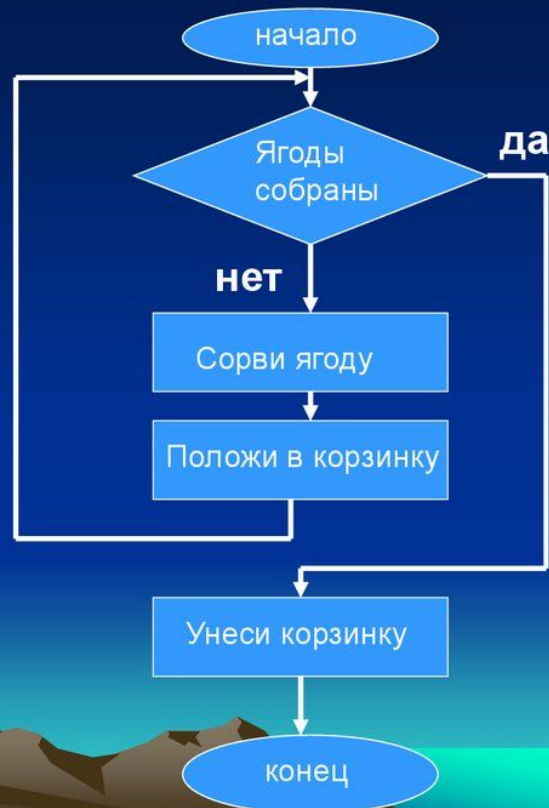 начало
Ягоды
собраны
да
нет
Сорви ягоду
Положи в корзинку
Унеси корзинку
конец